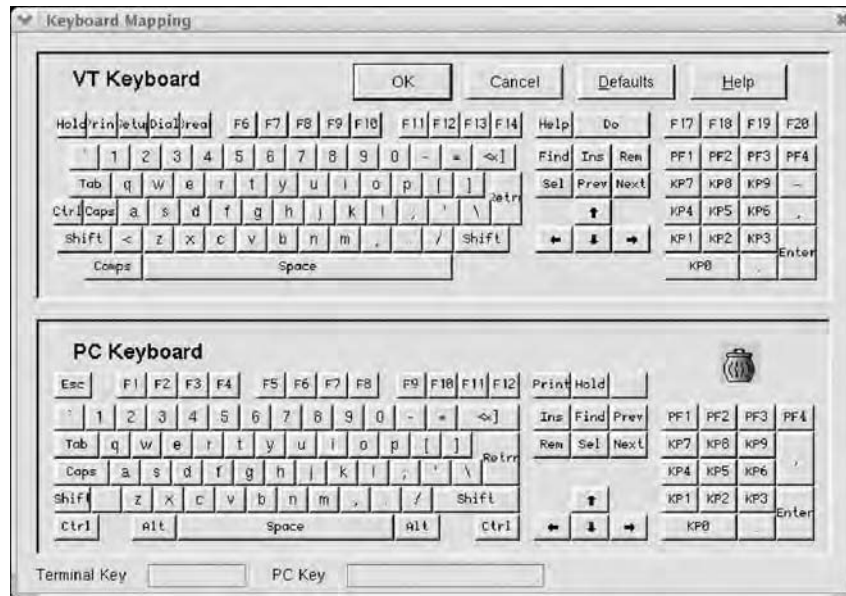 Keyboard Mapping
VT Keyboard OK Cancel Defaults Help
Hold F6 F7 F8 F9 F10 F11 F12 F13 F14 Help Do F17 F18 F19 F20
` 1 2 3 4 5 6 7 8 9 0 - = <x] Find Ins Rem PF1 PF2 PF3 PF4
Tab q w e r t y u i o p [ ] Sel Prev Next KP7 KP8 KP9 -
Ctrl Caps a s d f g h j k l ; ' \ Retrn ↑ KP4 KP5 KP6 ,
Shift < z x c v b n m , . / Shift ← ↓ → KP1 KP2 KP3
Comps Space KP0 . Enter
PC Keyboard
Esc F1 F2 F3 F4 F5 F6 F7 F8 F9 F10 F11 F12 Print Hold
` 1 2 3 4 5 6 7 8 9 0 - = <x] Ins Find Prev PF1 PF2 PF3 PF4
Tab q w e r t y u i o p [ ] Rem Sel Next KP7 KP8 KP9
Caps a s d f g h j k l ; ' \ Retrn KP4 KP5 KP6 ,
Shift z x c v b n m , . / Shift ↑ KP1 KP2 KP3
Ctrl Alt Space Alt Ctrl ← ↓ → KP0 Enter
Terminal Key PC Key